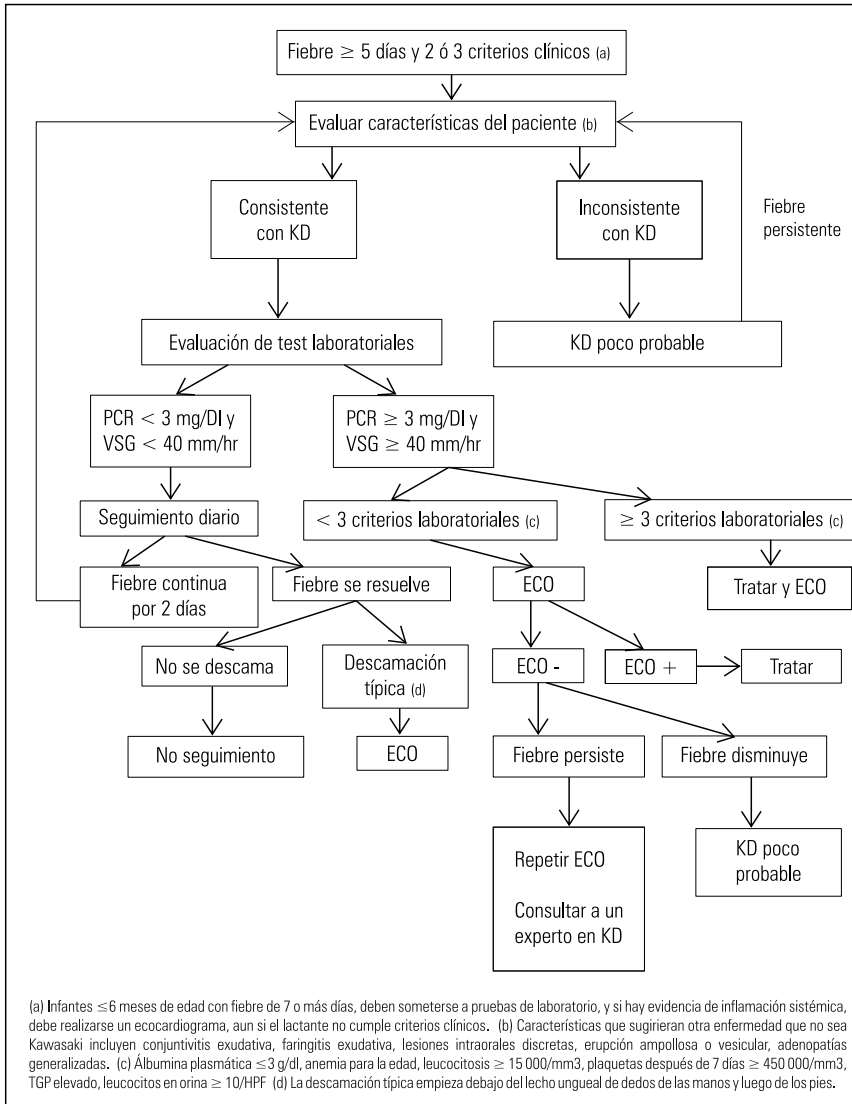 Fiebre ≥ 5 días y 2 ó 3 criterios clínicos (a)
Evaluar características del paciente (b)
Consistente
con KD
Inconsistente
con KD
Fiebre
persistente
Evaluación de test laboratoriales
KD poco probable
PCR < 3 mg/Dl y
VSG < 40 mm/hr
PCR ≥ 3 mg/Dl y
VSG ≥ 40 mm/hr
Seguimiento diario
< 3 criterios laboratoriales (c)
≥ 3 criterios laboratoriales (c)
Fiebre continua
por 2 días
Fiebre se resuelve
ECO
Tratar y ECO
No se descama
Descamación
típica (d)
ECO -
ECO +
Tratar
No seguimiento
ECO
Fiebre persiste
Fiebre disminuye
Repetir ECO
Consultar a un
experto en KD
KD poco
probable
(a) Infantes ≤6 meses de edad con fiebre de 7 o más días, deben someterse a pruebas de laboratorio, y si hay evidencia de inflamación sistémica,
debe realizarse un ecocardiograma, aun si el lactante no cumple criterios clínicos. (b) Características que sugirieran otra enfermedad que no sea
Kawasaki incluyen conjuntivitis exudativa, faringitis exudativa, lesiones intraorales discretas, erupción ampollosa o vesicular, adenopatías
generalizadas. (c) Álbumina plasmática ≤3 g/dl, anemia para la edad, leucocitosis ≥ 15 000/mm3, plaquetas después de 7 días ≥ 450 000/mm3,
TGP elevado, leucocitos en orina ≥ 10/HPF (d) La descamación típica empieza debajo del lecho ungueal de dedos de las manos y luego de los pies.